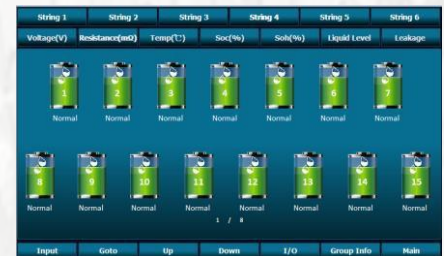 String 1 String 2 String 3 String 4 String 5 String 6
Voltage(V) Resistance(mΩ) Temp(℃) Soc(%) Soh(%) Liquid Level Leakage
1 2 3 4 5 6 7
Normal Normal Normal Normal Normal Normal Normal
8 9 10 11 12 13 14 15
Normal Normal Normal Normal Normal Normal Normal Normal
1 / 8
Input Goto Up Down I/O Group Info Main